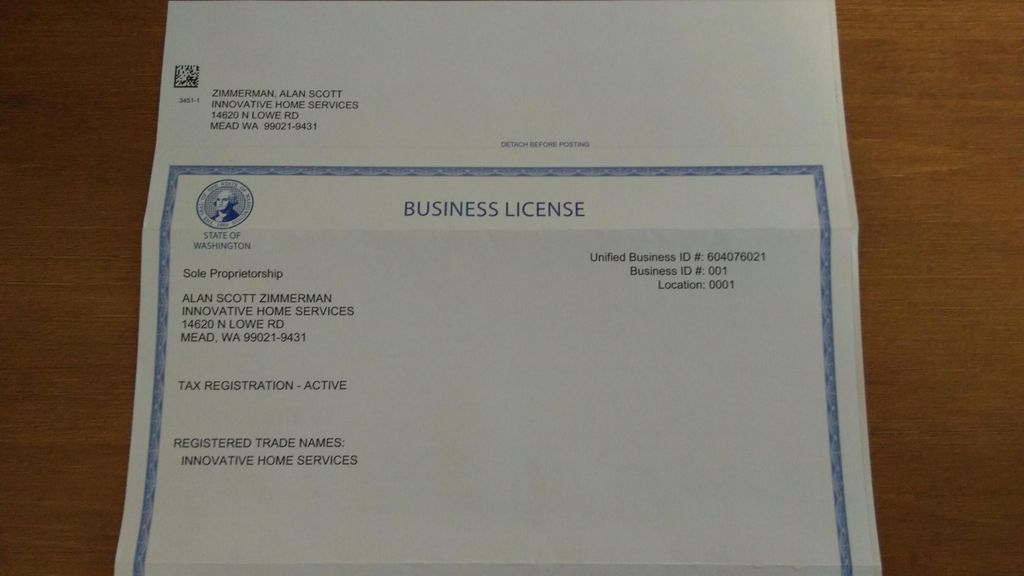 ZIMMERMAN, ALAN SCOTT
3451-1
INNOVATIVE HOME SERVICES
14620 N LOWE RD
MEAD WA 99021-9431
DETACH BEFORE POSTING
BUSINESS LICENSE
STATE OF
WASHINGTON
Unified Business ID #: 604076021
Business ID #: 001
Location: 0001
Sole Proprietorship
ALAN SCOTT ZIMMERMAN
INNOVATIVE HOME SERVICES
14620 N LOWE RD
MEAD, WA 99021-9431
TAX REGISTRATION - ACTIVE
REGISTERED TRADE NAMES:
INNOVATIVE HOME SERVICES